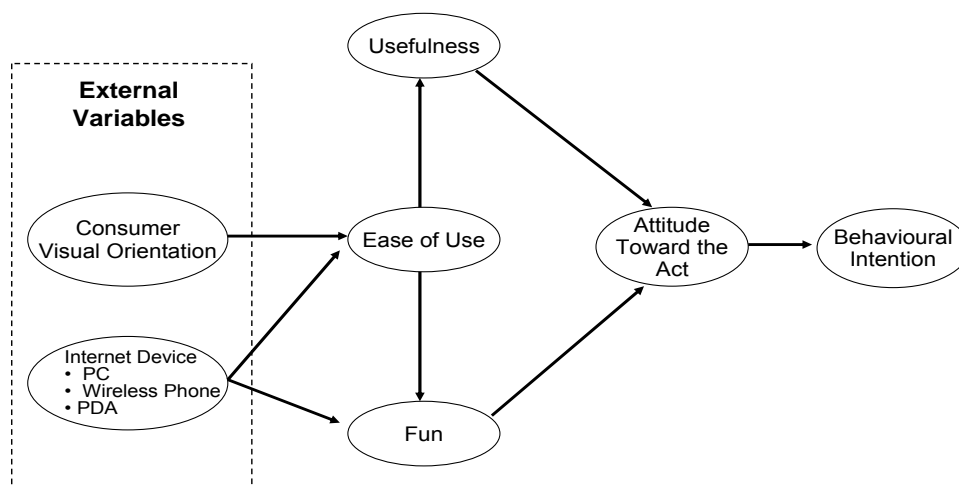 Usefulness
External
Variables
Consumer
Visual Orientation
Ease of Use
Attitude
Toward the
Act
Behavioural
Intention
Internet Device
• PC
• Wireless Phone
• PDA
Fun